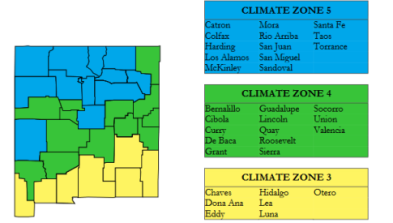 CLIMATE ZONE 5
Catron Mora Santa Fe
Colfax Rio Arriba Taos
Harding San Juan Torrance
Los Alamos San Miguel
McKinley Sandoval
CLIMATE ZONE 4
Bernalillo Guadalupe Socorro
Cibola Lincoln Union
Curry Quay Valencia
De Baca Roosevelt
Grant Sierra
CLIMATE ZONE 3
Chaves Hidalgo Otero
Dona Ana Lea
Eddy Luna